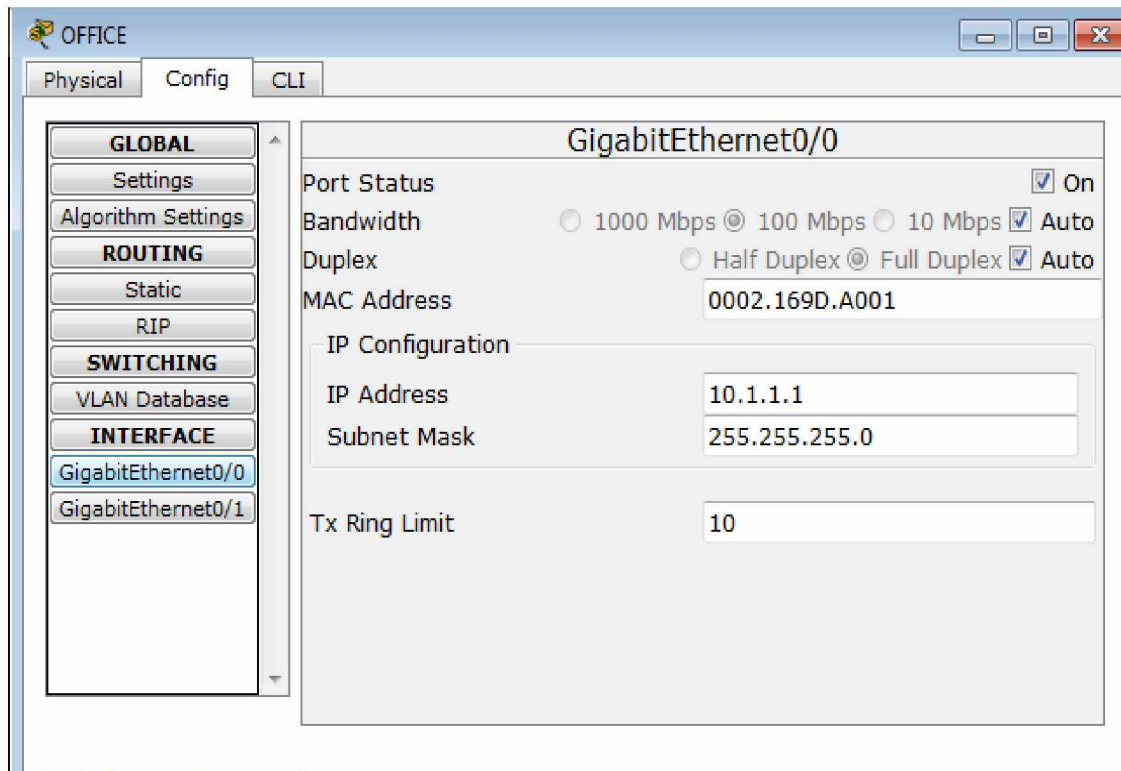 OFFICE
Physical Config CLI
GLOBAL
Settings
Algorithm Settings
ROUTING
Static
RIP
SWITCHING
VLAN Database
INTERFACE
GigabitEthernet0/0
GigabitEthernet0/1
GigabitEthernet0/0
Port Status On
Bandwidth 1000 Mbps 100 Mbps 10 Mbps Auto
Duplex Half Duplex Full Duplex Auto
MAC Address 0002.169D.A001
IP Configuration
IP Address 10.1.1.1
Subnet Mask 255.255.255.0
Tx Ring Limit 10